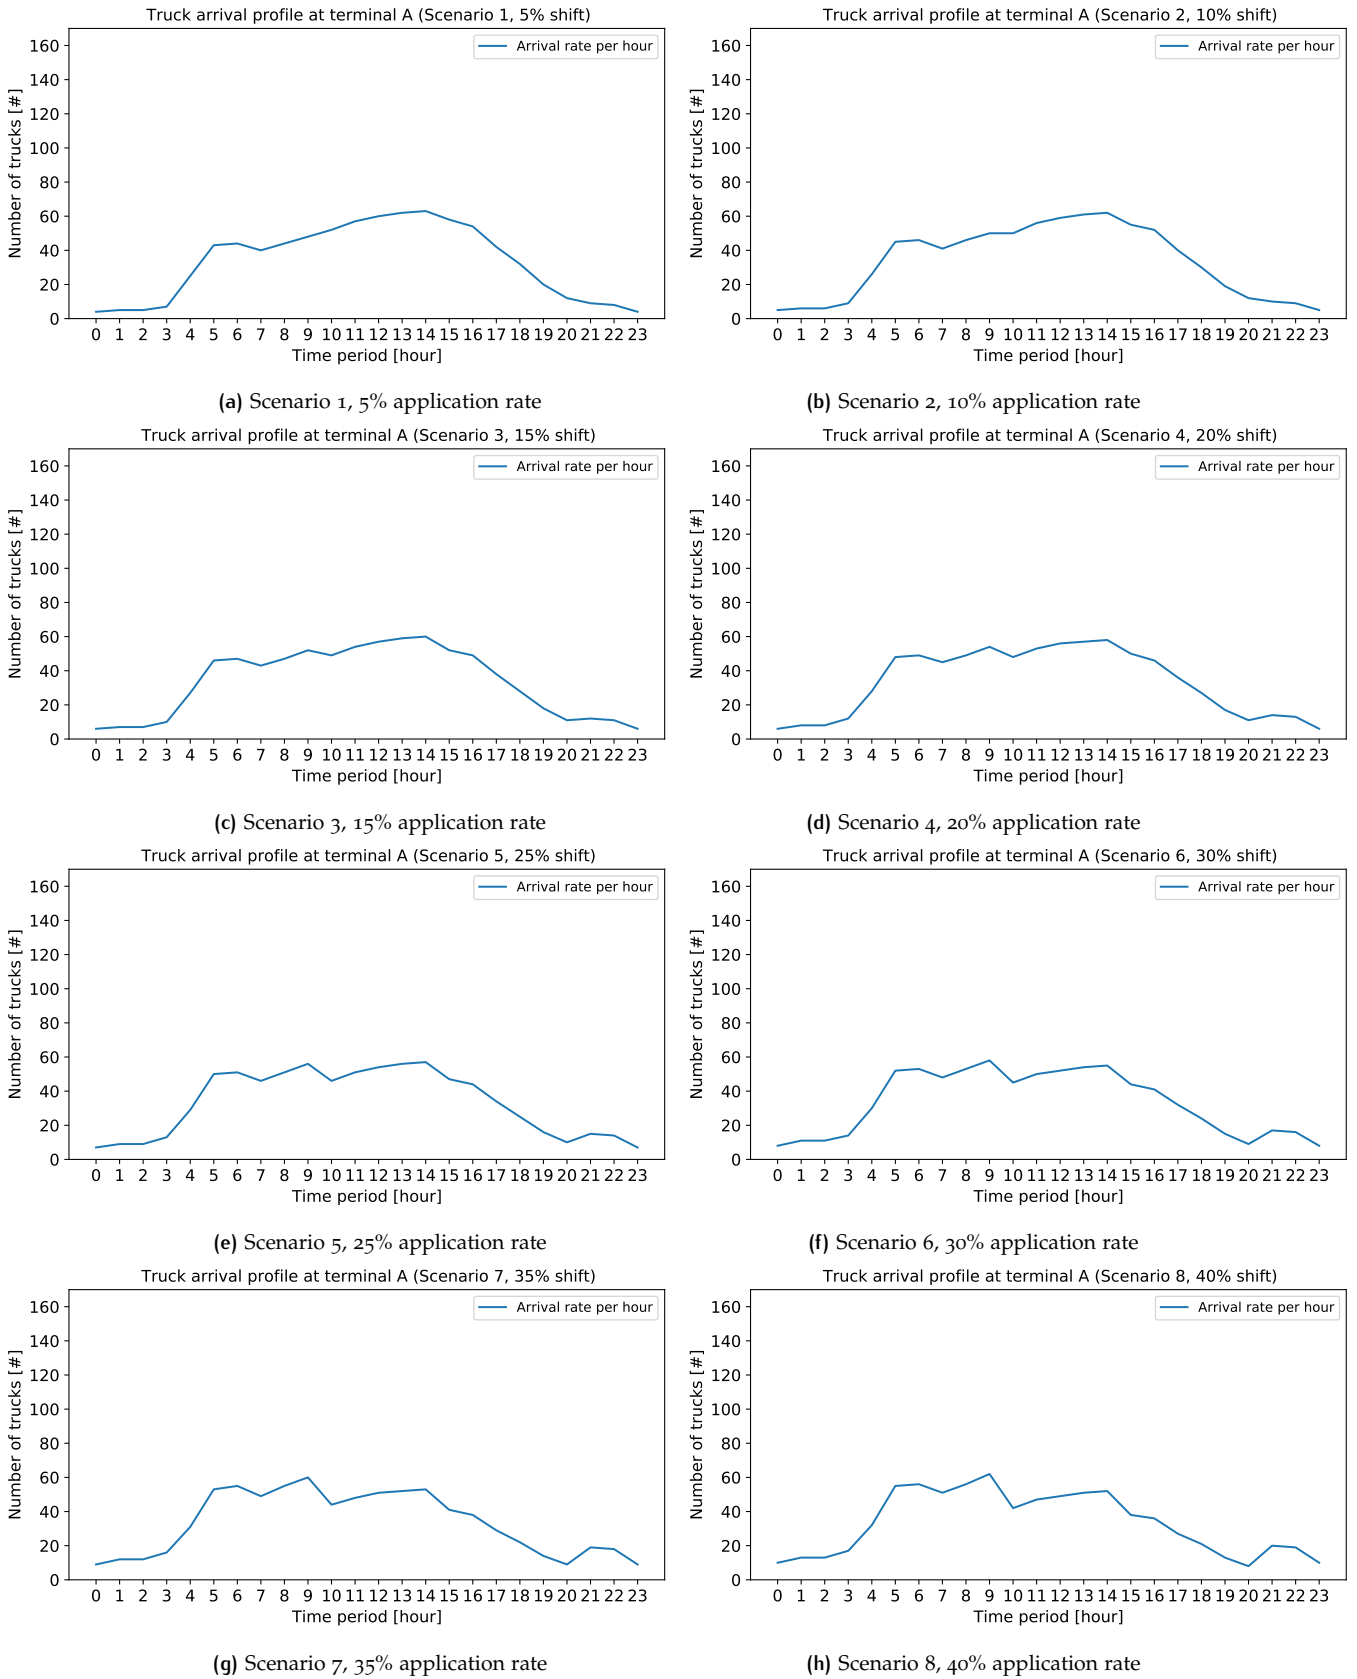 Truck arrival profile at terminal A (Scenario 1, 5% shift)
Arrival rate per hour
Number of trucks [#]
160
140
120
100
80
60
40
20
0
0 1 2 3 4 5 6 7 8 9 10 11 12 13 14 15 16 17 18 19 20 21 22 23
Time period [hour]
(a) Scenario 1, 5% application rate
Truck arrival profile at terminal A (Scenario 2, 10% shift)
Arrival rate per hour
Number of trucks [#]
160
140
120
100
80
60
40
20
0
0 1 2 3 4 5 6 7 8 9 10 11 12 13 14 15 16 17 18 19 20 21 22 23
Time period [hour]
(b) Scenario 2, 10% application rate
Truck arrival profile at terminal A (Scenario 3, 15% shift)
Arrival rate per hour
Number of trucks [#]
160
140
120
100
80
60
40
20
0
0 1 2 3 4 5 6 7 8 9 10 11 12 13 14 15 16 17 18 19 20 21 22 23
Time period [hour]
(c) Scenario 3, 15% application rate
Truck arrival profile at terminal A (Scenario 4, 20% shift)
Arrival rate per hour
Number of trucks [#]
160
140
120
100
80
60
40
20
0
0 1 2 3 4 5 6 7 8 9 10 11 12 13 14 15 16 17 18 19 20 21 22 23
Time period [hour]
(d) Scenario 4, 20% application rate
Truck arrival profile at terminal A (Scenario 5, 25% shift)
Arrival rate per hour
Number of trucks [#]
160
140
120
100
80
60
40
20
0
0 1 2 3 4 5 6 7 8 9 10 11 12 13 14 15 16 17 18 19 20 21 22 23
Time period [hour]
(e) Scenario 5, 25% application rate
Truck arrival profile at terminal A (Scenario 6, 30% shift)
Arrival rate per hour
Number of trucks [#]
160
140
120
100
80
60
40
20
0
0 1 2 3 4 5 6 7 8 9 10 11 12 13 14 15 16 17 18 19 20 21 22 23
Time period [hour]
(f) Scenario 6, 30% application rate
Truck arrival profile at terminal A (Scenario 7, 35% shift)
Arrival rate per hour
Number of trucks [#]
160
140
120
100
80
60
40
20
0
0 1 2 3 4 5 6 7 8 9 10 11 12 13 14 15 16 17 18 19 20 21 22 23
Time period [hour]
(g) Scenario 7, 35% application rate
Truck arrival profile at terminal A (Scenario 8, 40% shift)
Arrival rate per hour
Number of trucks [#]
160
140
120
100
80
60
40
20
0
0 1 2 3 4 5 6 7 8 9 10 11 12 13 14 15 16 17 18 19 20 21 22 23
Time period [hour]
(h) Scenario 8, 40% application rate